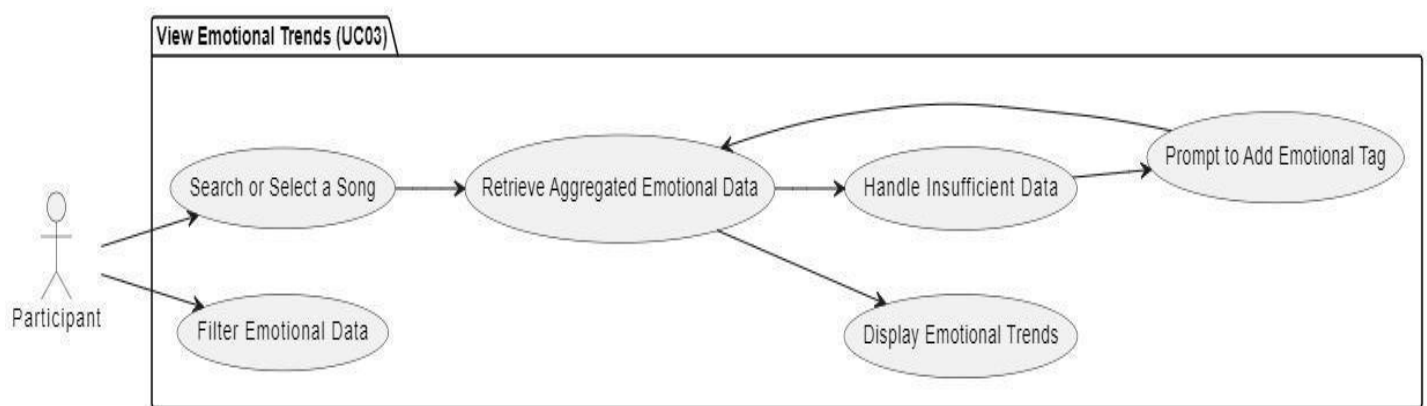 View Emotional Trends (UC03)
Prompt to Add Emotional Tag
Search or Select a Song
Retrieve Aggregated Emotional Data
Handle Insufficient Data
Participant
Filter Emotional Data
Display Emotional Trends